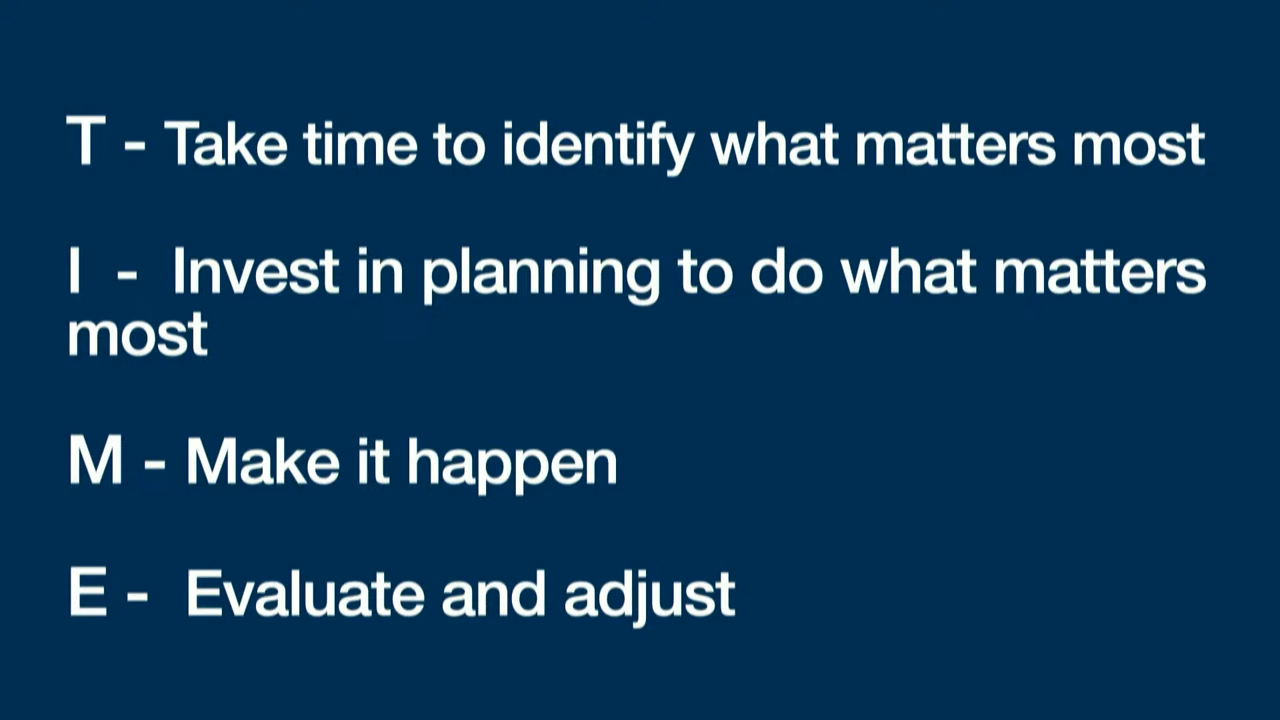 T - Take time to identify what matters most
I - Invest in planning to do what matters
most
M - Make it happen
E - Evaluate and adjust